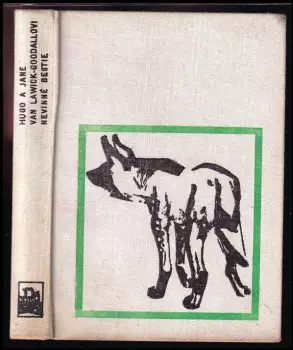 HUGO A JANE
VAN LAWICK-GOODALLOVI
NEVINNÉ BESTIE